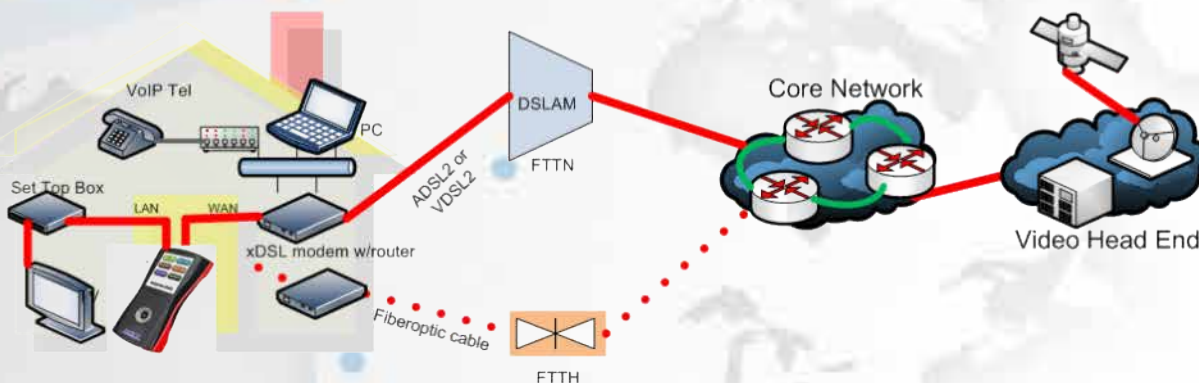 VoIP Tel
PC
Set Top Box
LAN
WAN
xDSL modem w/router
ADSL2 or
VDSL2
DSLAM
FTTN
Fiberoptic cable
FTTH
Core Network
Video Head End